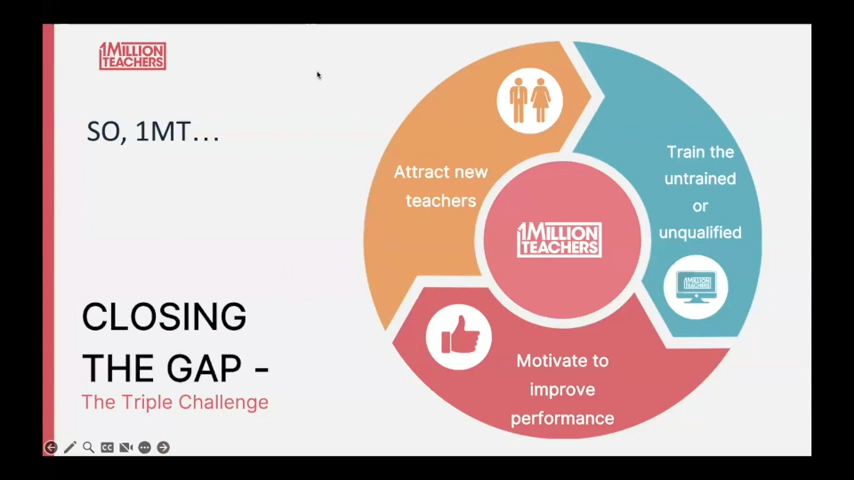 1MILLION
TEACHERS
SO, 1MT...
CLOSING
THE GAP -
The Triple Challenge
Attract new
teachers
Train the
untrained
or
unqualified
1MILLION
TEACHERS
1MILLION
TEACHERS
Motivate to
improve
performance
CC